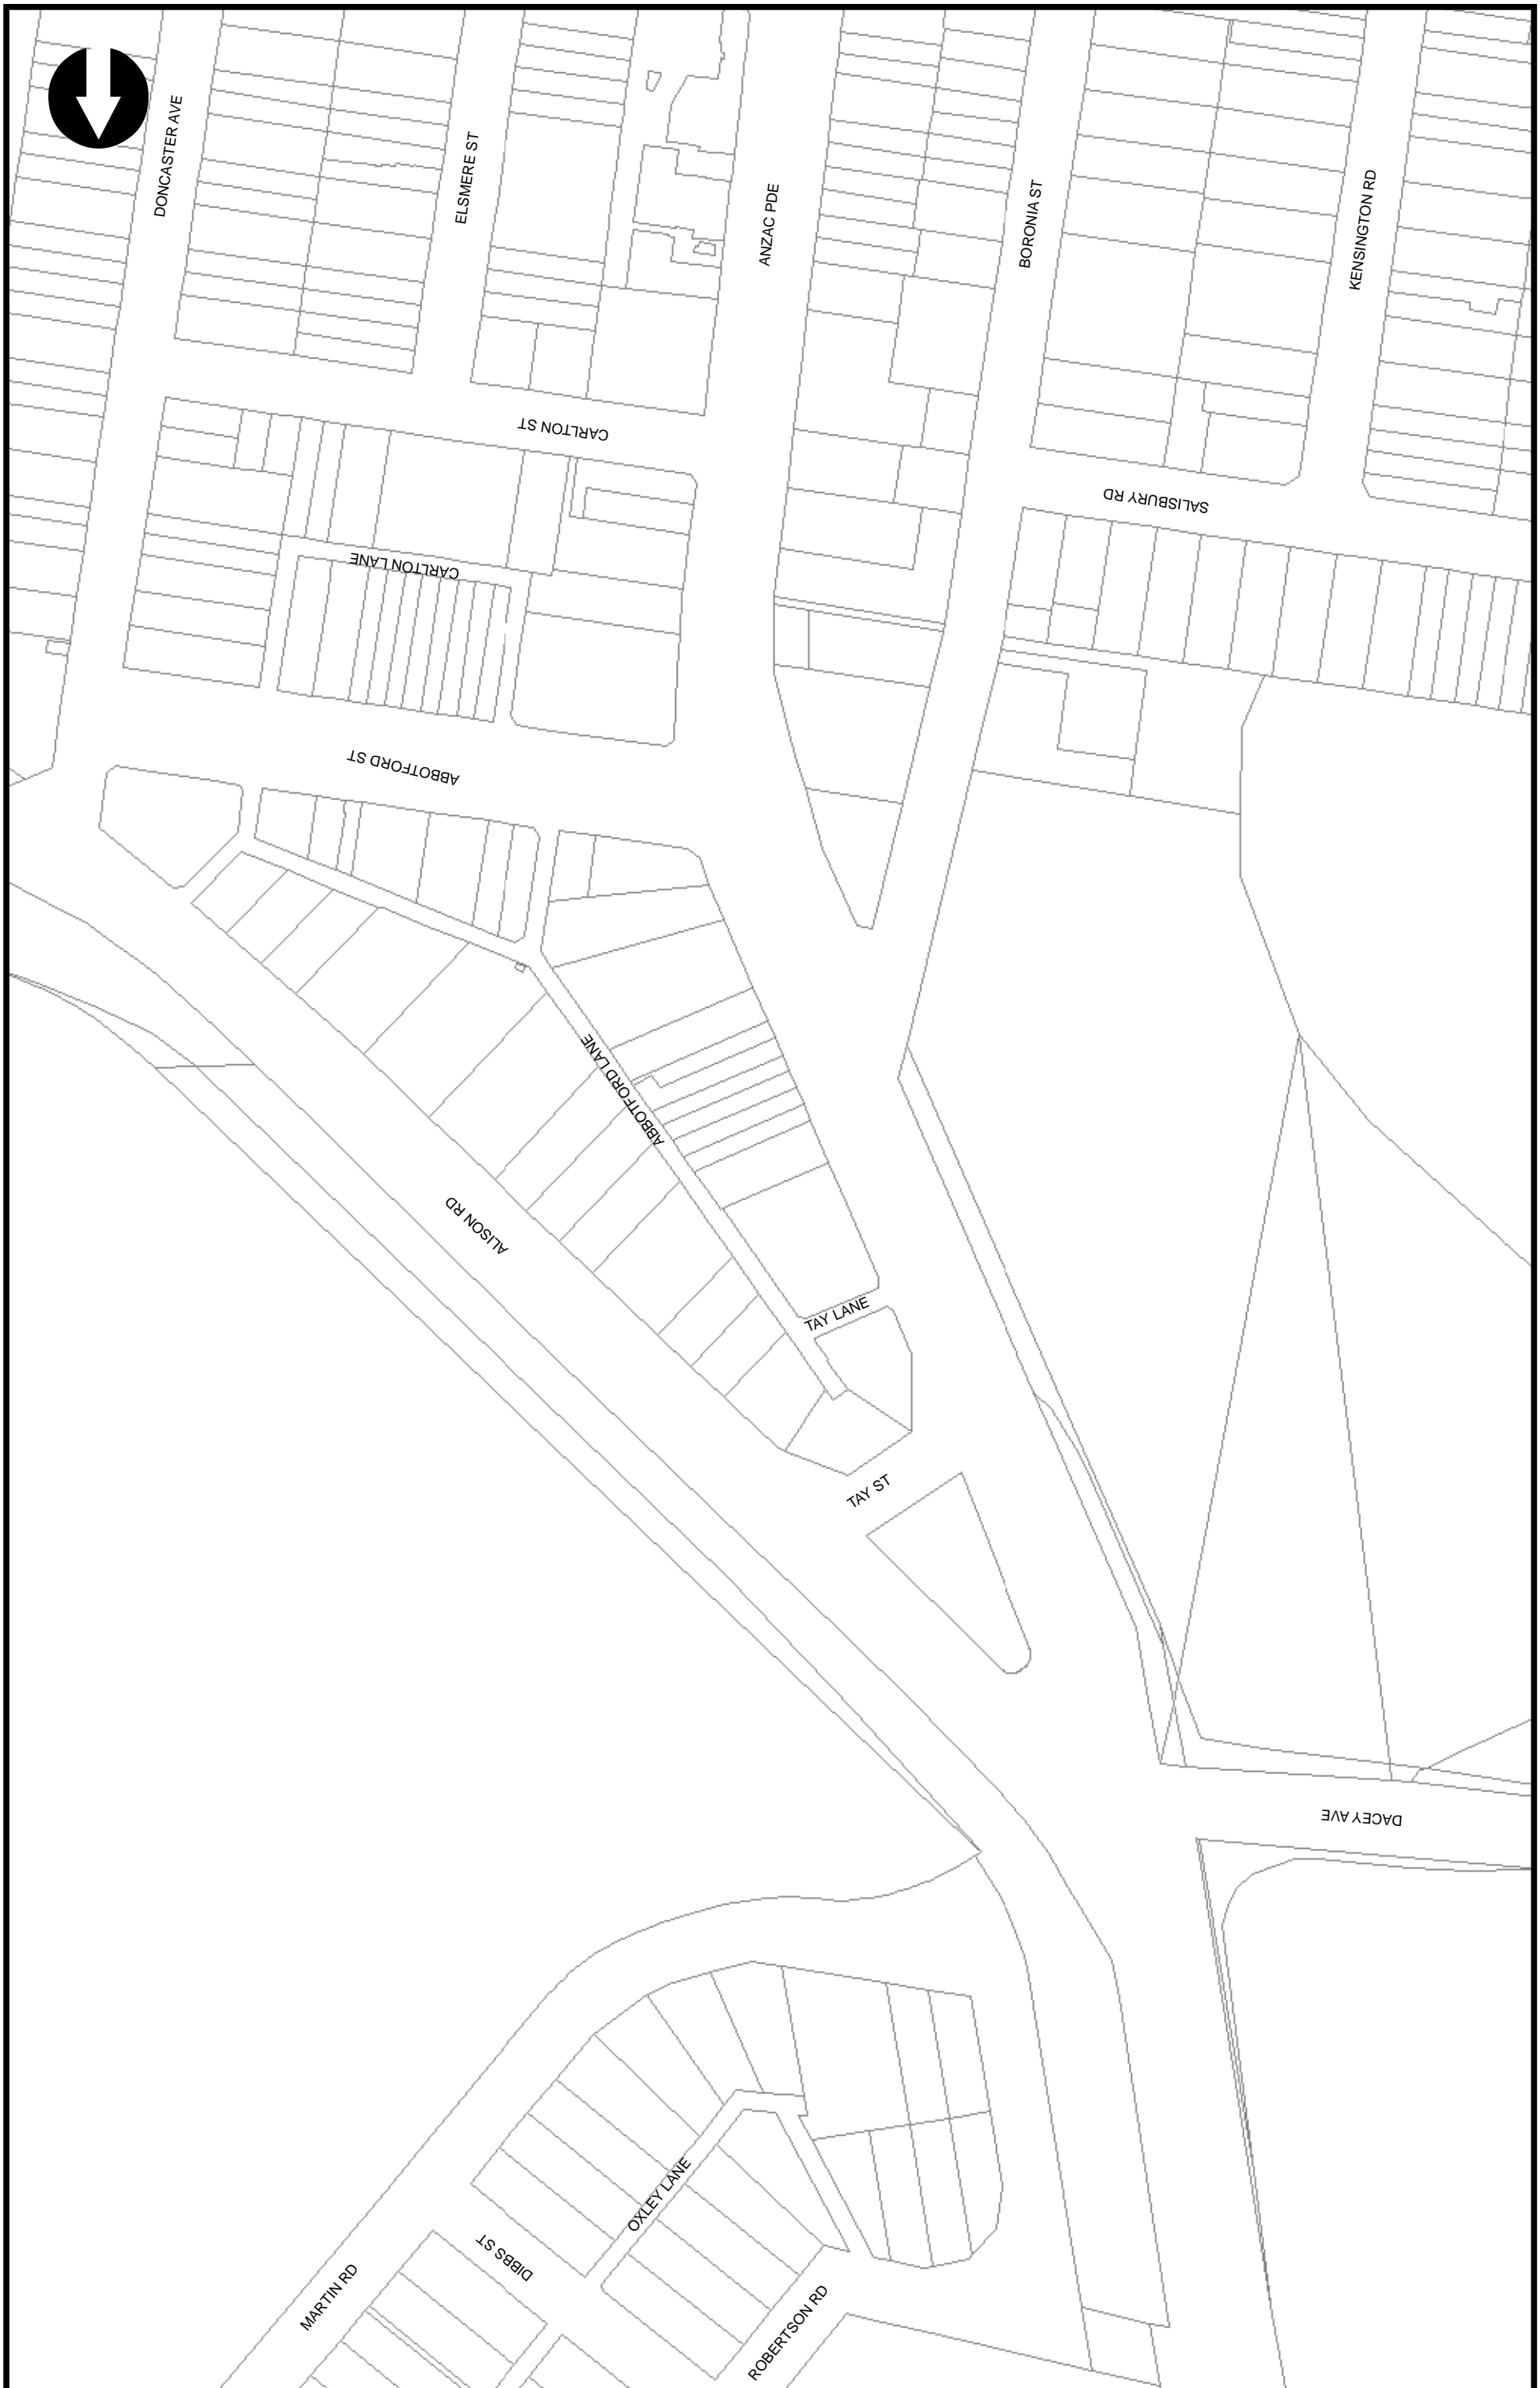 DONCASTER AVE
ELSMERE ST
ANZAC PDE
BORONIA ST
KENSINGTON RD
CARLTON ST
SALISBURY RD
CARLTON LANE
ABBOTFORD ST
ABBOTFORD LANE
ALISON RD
TAY LANE
TAY ST
DACEY AVE
OXLEY LANE
DIBBS ST
MARTIN RD
ROBERTSON RD